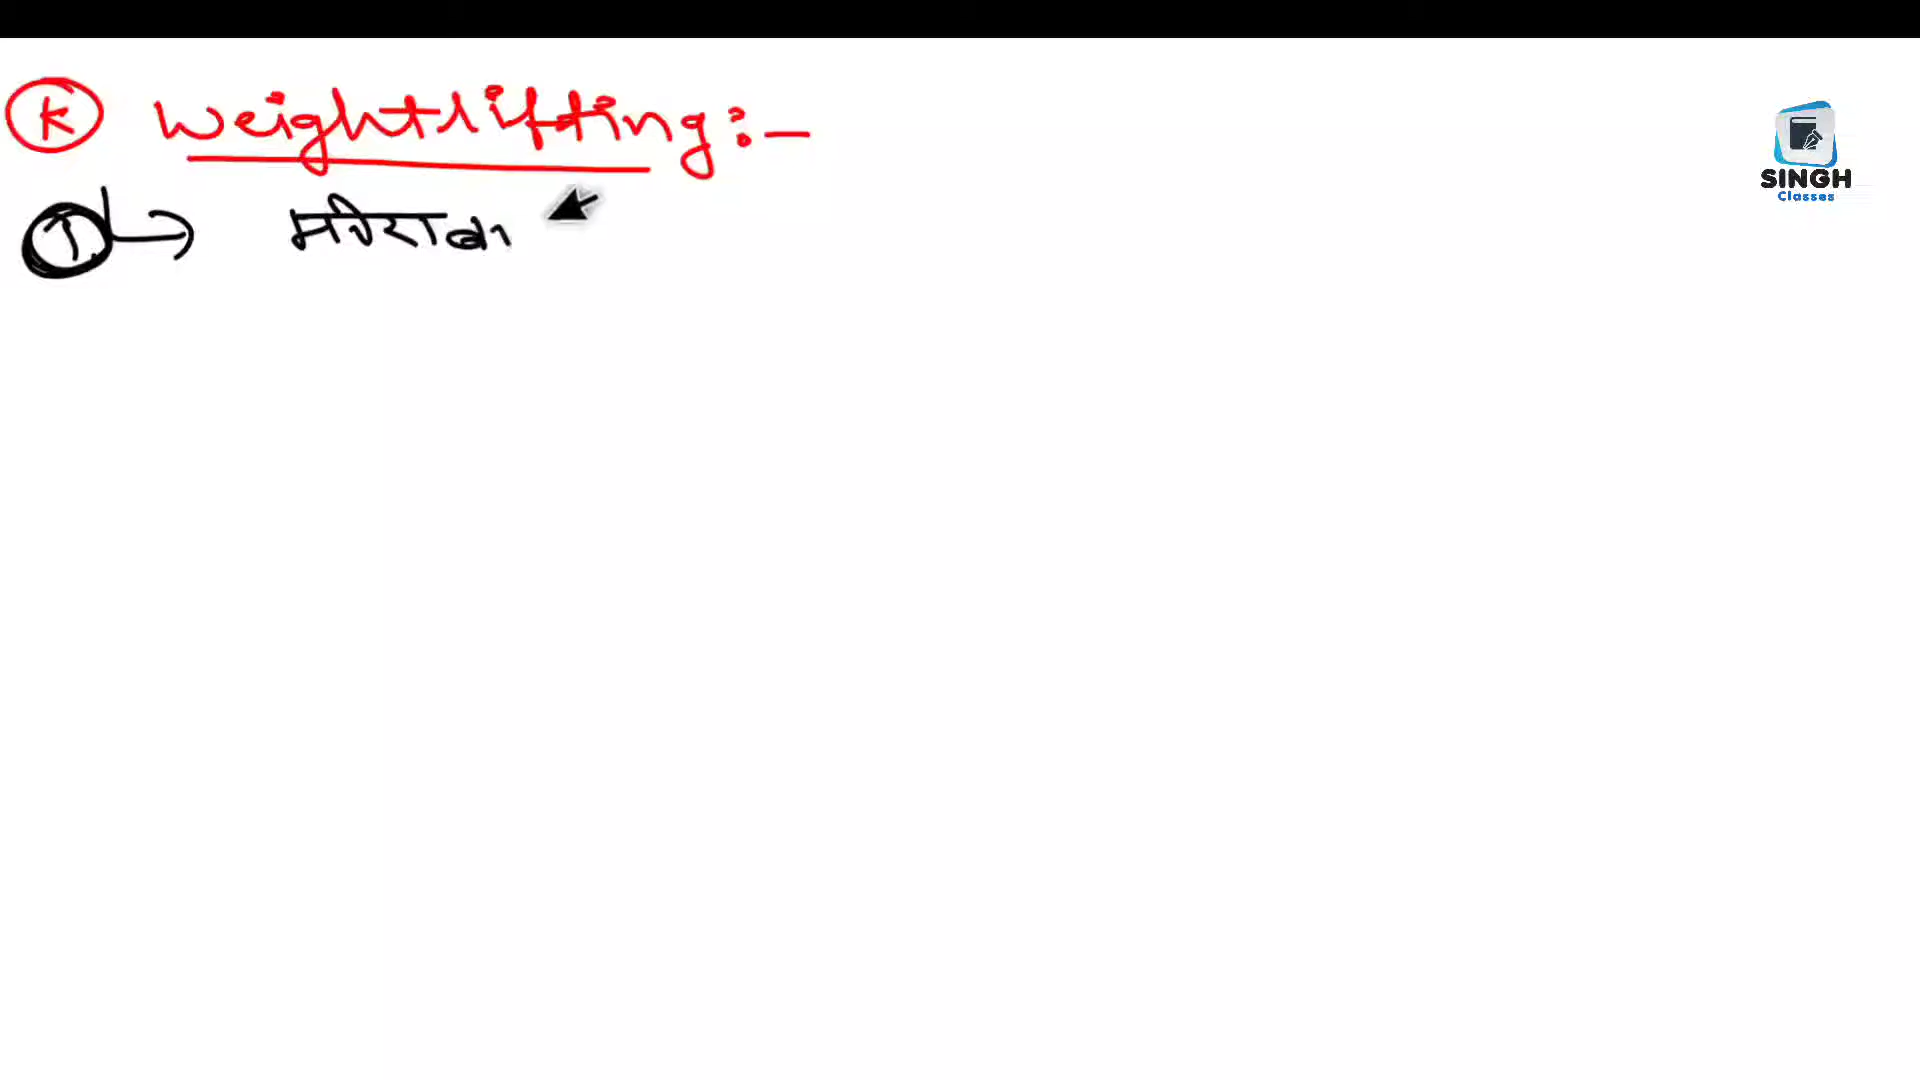 K Weightlifting:-
SINGH
Classes
1 →